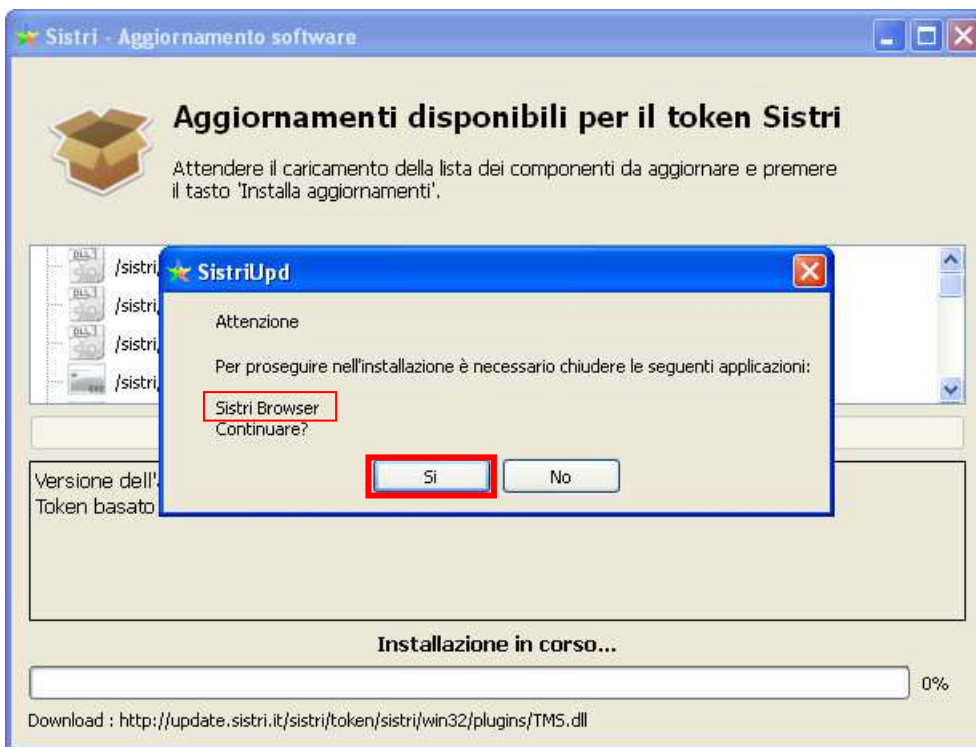 Sistri - Aggiornamento software
Aggiornamenti disponibili per il token Sistri
Attendere il caricamento della lista dei componenti da aggiornare e premere
il tasto 'Installa aggiornamenti'.
/sistri/
/sistri/
/sistri/
/sistri/
SistriUpd
Attenzione
Per proseguire nell'installazione è necessario chiudere le seguenti applicazioni:
Sistri Browser
Continuare?
Si
No
Versione dell'
Token basato
Installazione in corso...
0%
Download : http://update.sistri.it/sistri/token/sistri/win32/plugins/TMS.dll